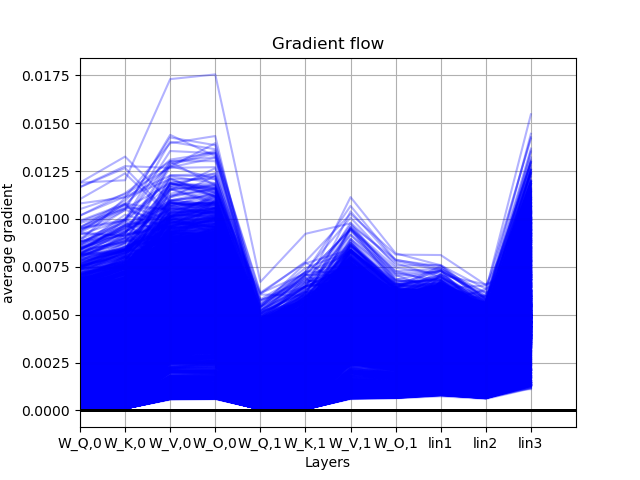 Gradient flow
0.0175
0.0150
0.0125
0.0100
0.0075
0.0050
0.0025
0.0000
average gradient
W_Q,0 W_K,0 W_V,0 W_O,0 W_Q,1 W_K,1 W_V,1 W_O,1 lin1 lin2 lin3
Layers